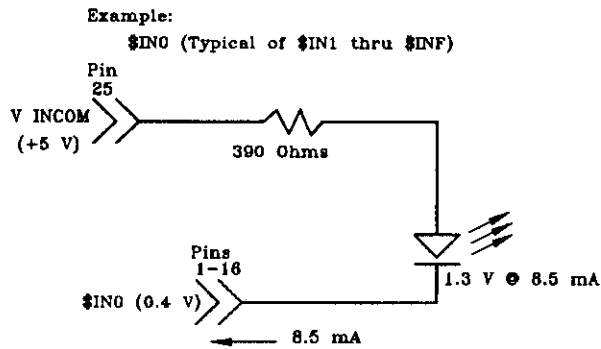 Example:
$IN0 (Typical of $IN1 thru $INF)
Pin
25
V INCOM
(+5 V)
390 Ohms
Pins
1-16
1.3 V @ 8.5 mA
$IN0 (0.4 V)
8.5 mA